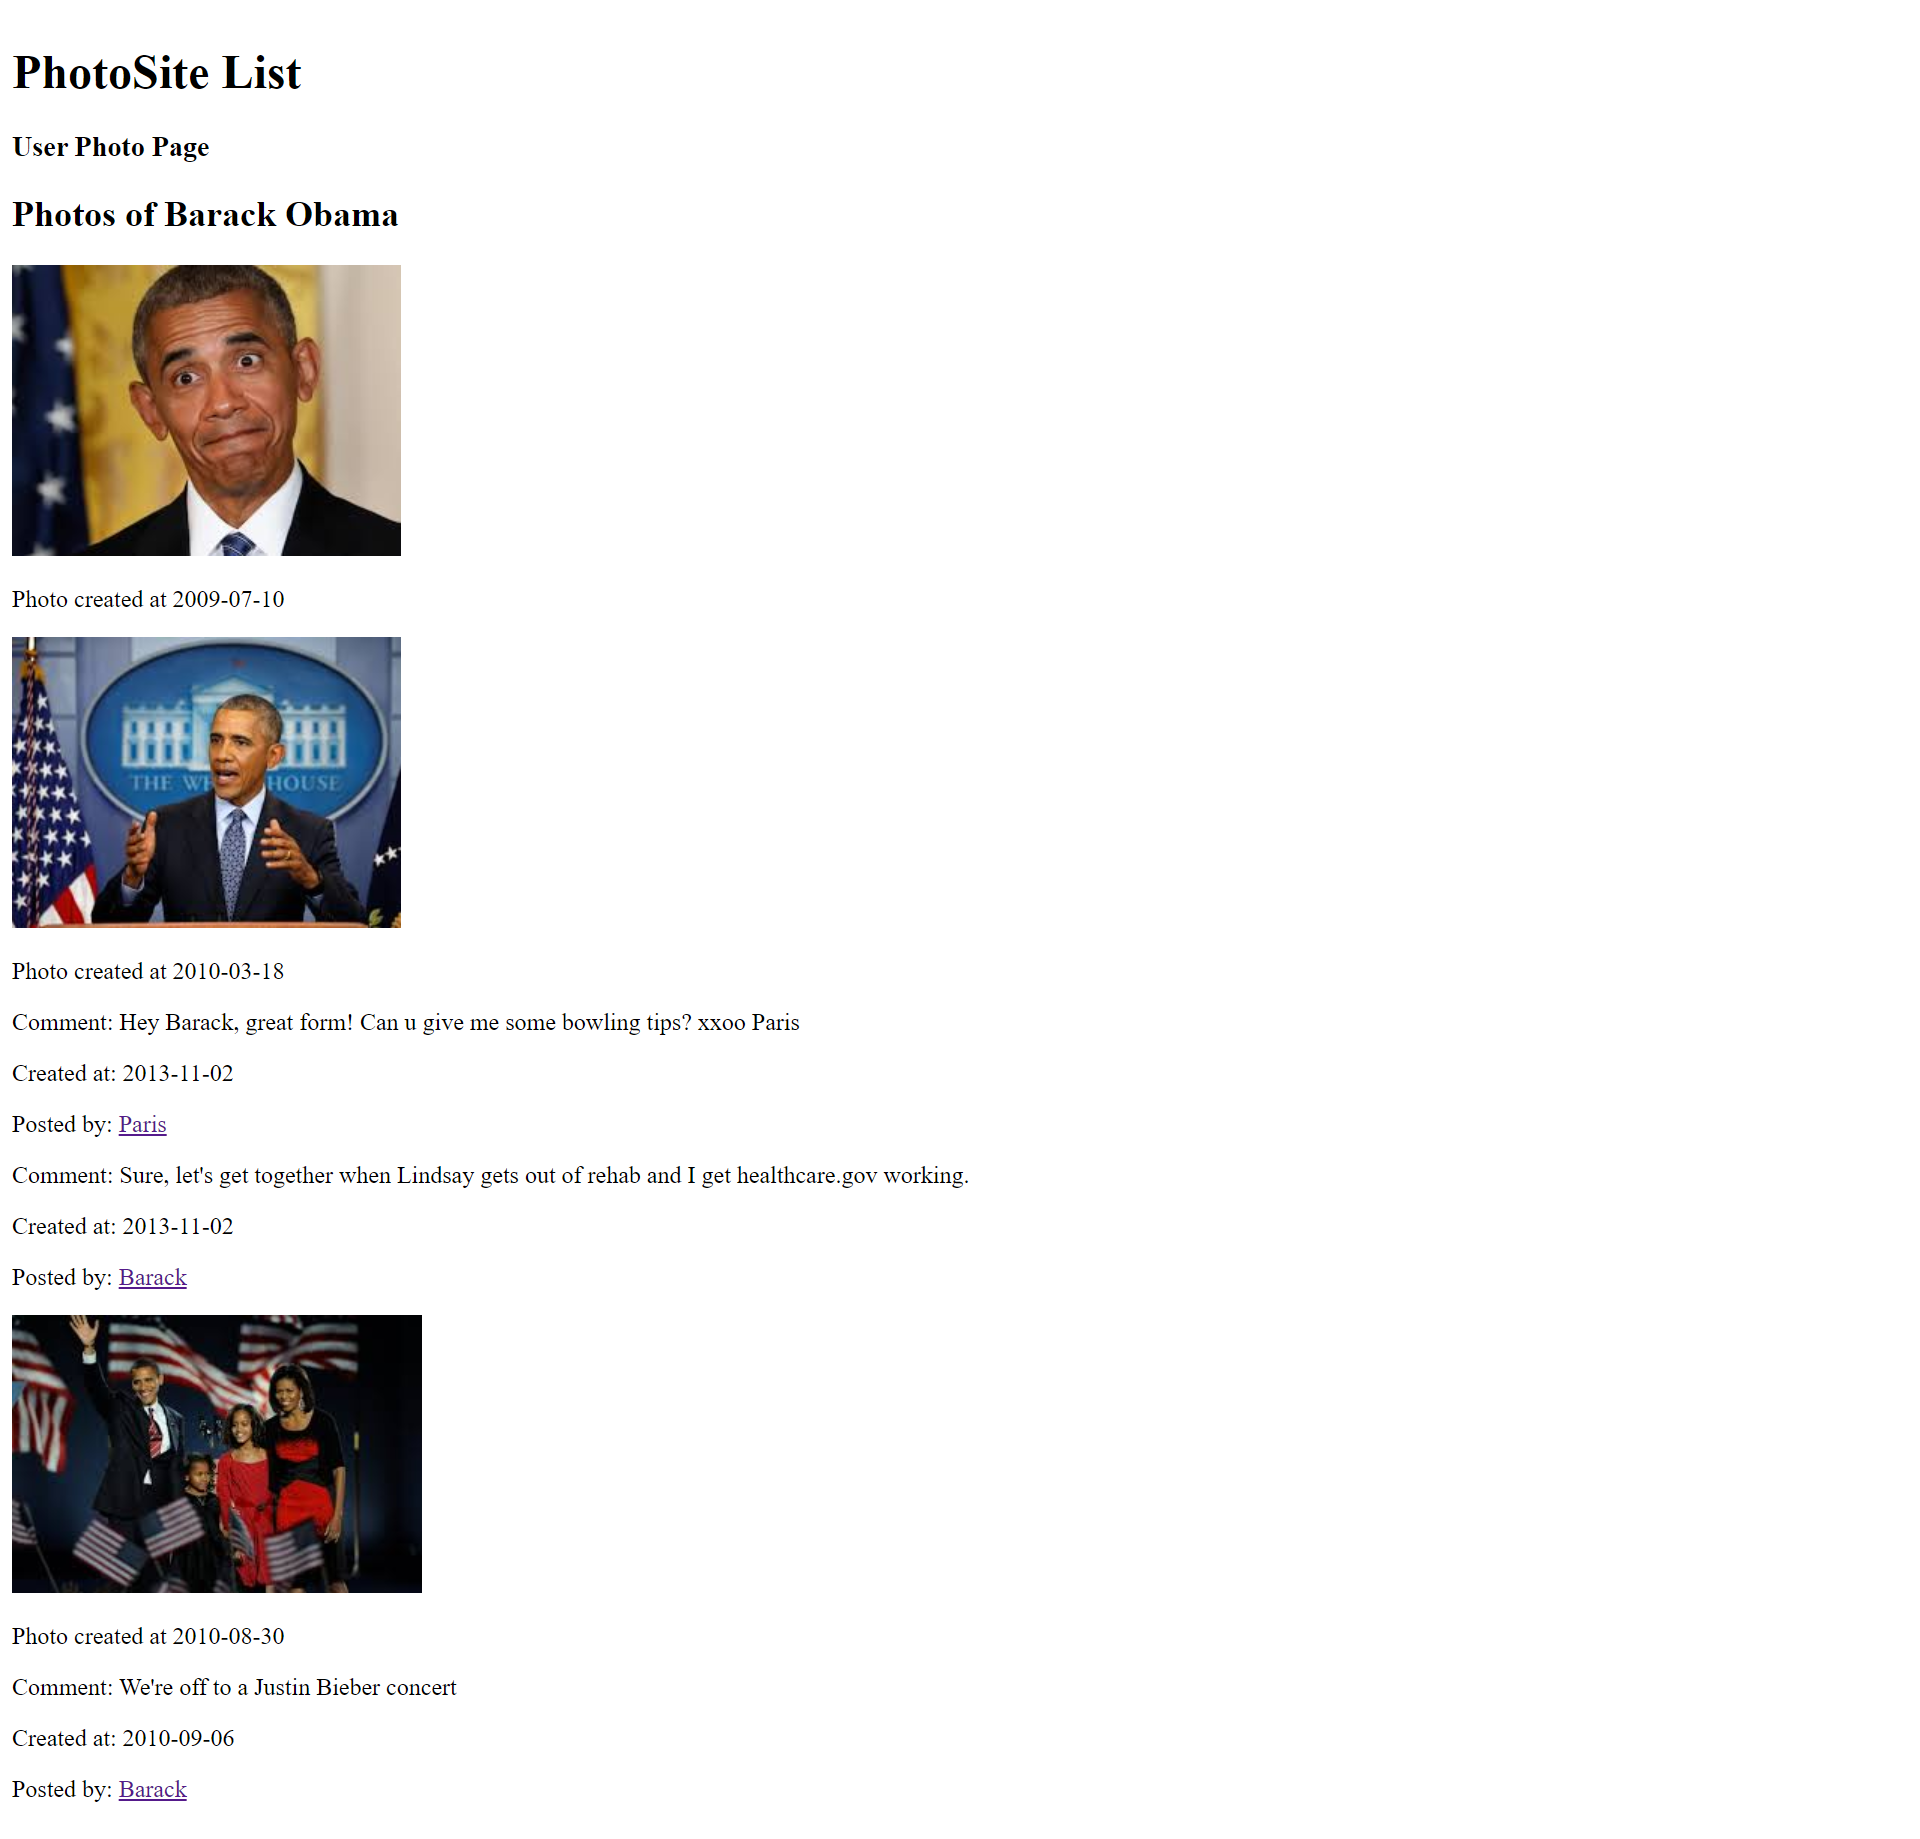 PhotoSite List
User Photo Page
Photos of Barack Obama
Photo created at 2009-07-10
THE WH HOUSE
Photo created at 2010-03-18
Comment: Hey Barack, great form! Can u give me some bowling tips? xxoo Paris
Created at: 2013-11-02
Posted by: Paris
Comment: Sure, let's get together when Lindsay gets out of rehab and I get healthcare.gov working.
Created at: 2013-11-02
Posted by: Barack
Photo created at 2010-08-30
Comment: We're off to a Justin Bieber concert
Created at: 2010-09-06
Posted by: Barack